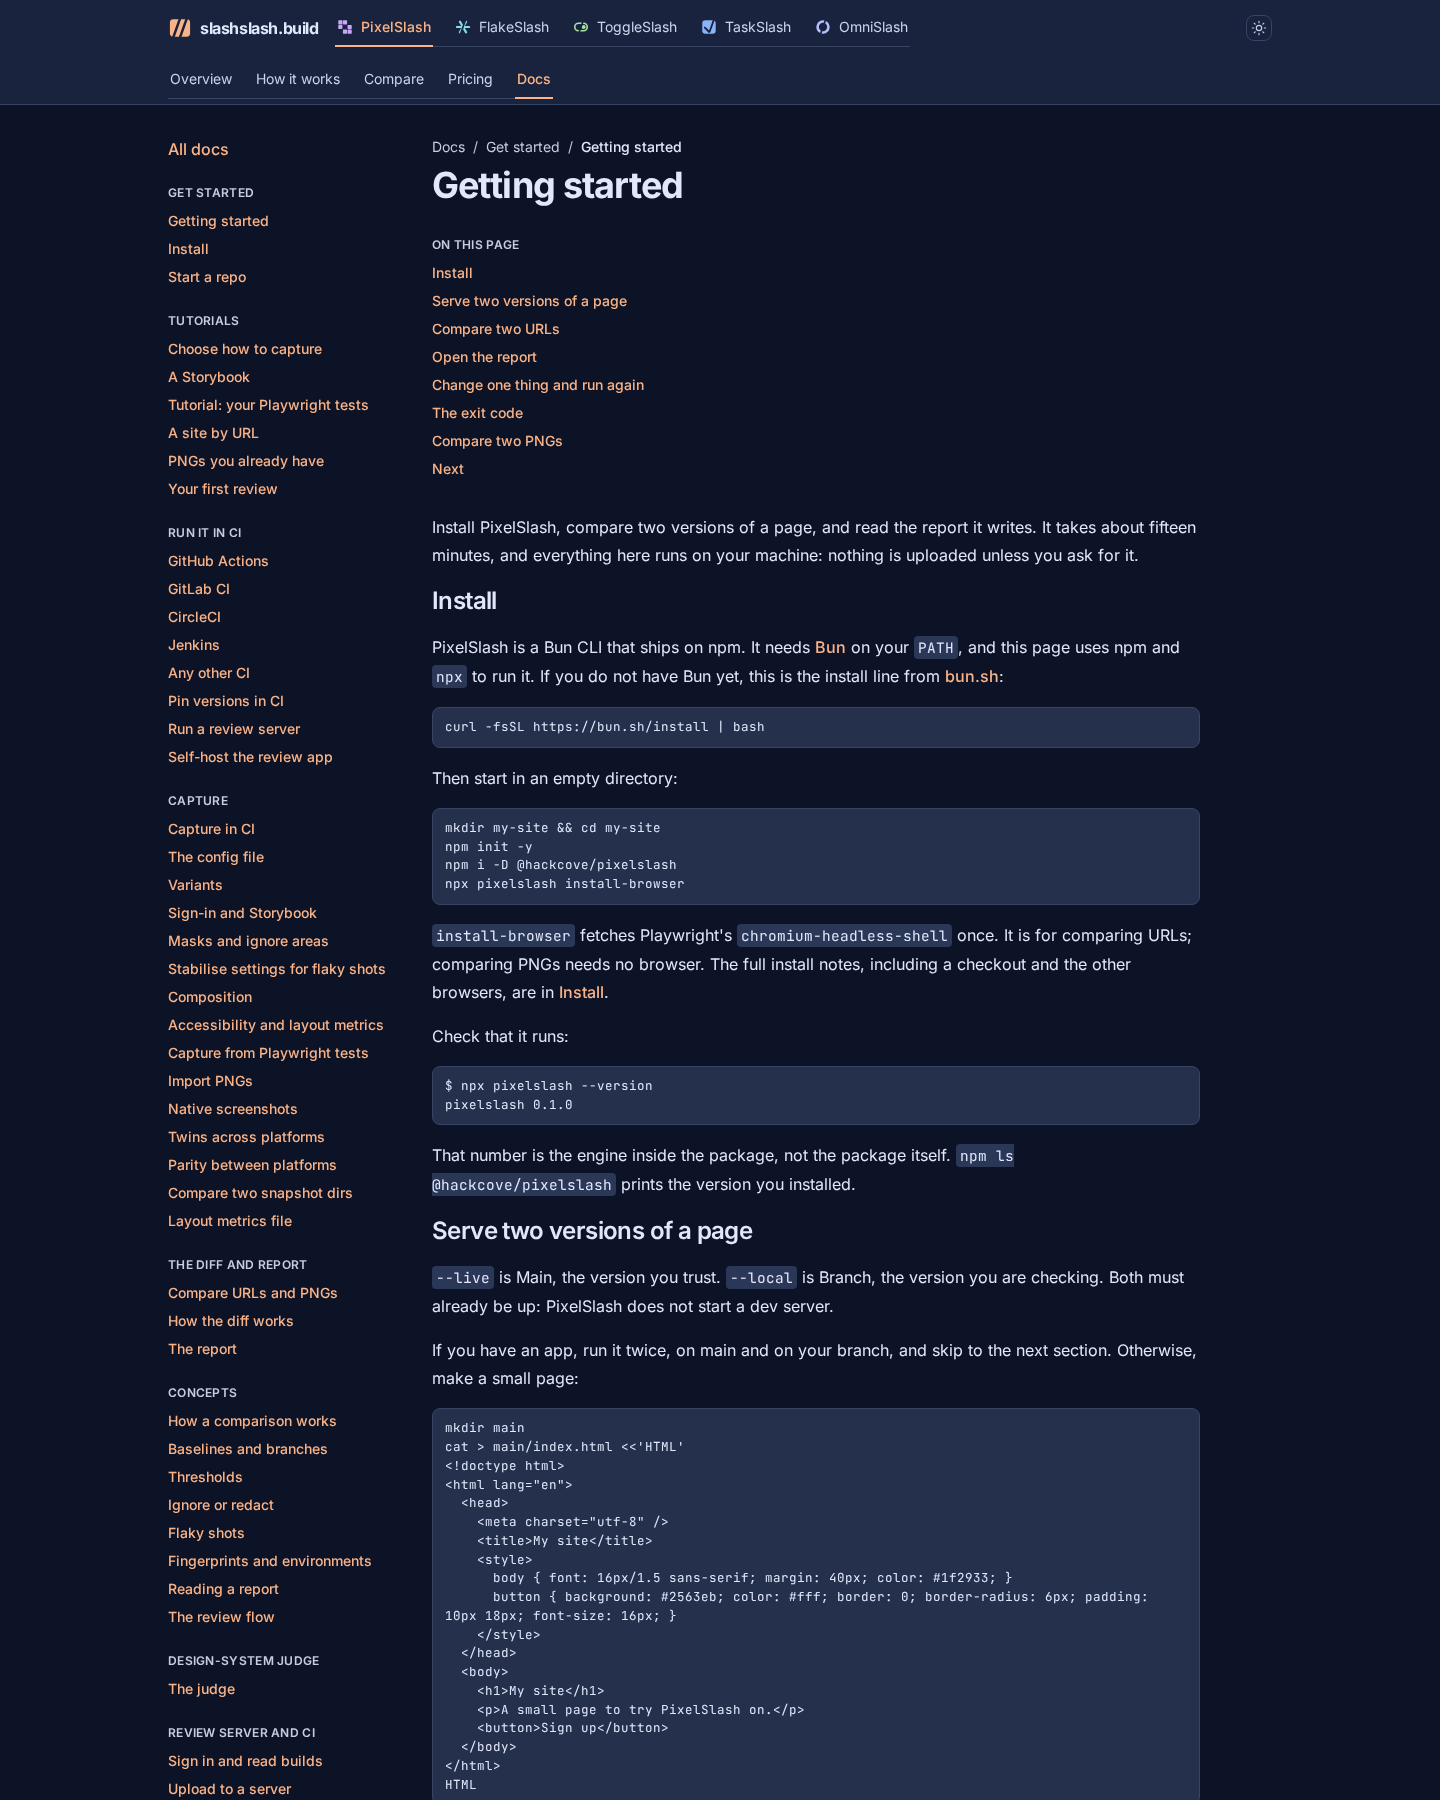 slashslash.build
PixelSlash
FlakeSlash
ToggleSlash
TaskSlash
OmniSlash
Overview
How it works
Compare
Pricing
Docs
All docs
GET STARTED
Getting started
Install
Start a repo
TUTORIALS
Choose how to capture
A Storybook
Tutorial: your Playwright tests
A site by URL
PNGs you already have
Your first review
RUN IT IN CI
GitHub Actions
GitLab CI
CircleCI
Jenkins
Any other CI
Pin versions in CI
Run a review server
Self-host the review app
CAPTURE
Capture in CI
The config file
Variants
Sign-in and Storybook
Masks and ignore areas
Stabilise settings for flaky shots
Composition
Accessibility and layout metrics
Capture from Playwright tests
Import PNGs
Native screenshots
Twins across platforms
Parity between platforms
Compare two snapshot dirs
Layout metrics file
THE DIFF AND REPORT
Compare URLs and PNGs
How the diff works
The report
CONCEPTS
How a comparison works
Baselines and branches
Thresholds
Ignore or redact
Flaky shots
Fingerprints and environments
Reading a report
The review flow
DESIGN-SYSTEM JUDGE
The judge
REVIEW SERVER AND CI
Sign in and read builds
Upload to a server
Docs / Get started / Getting started
Getting started
ON THIS PAGE
Install
Serve two versions of a page
Compare two URLs
Open the report
Change one thing and run again
The exit code
Compare two PNGs
Next
Install PixelSlash, compare two versions of a page, and read the report it writes. It takes about fifteen
minutes, and everything here runs on your machine: nothing is uploaded unless you ask for it.
Install
PixelSlash is a Bun CLI that ships on npm. It needs Bun on your PATH, and this page uses npm and
npx to run it. If you do not have Bun yet, this is the install line from bun.sh:
curl -fsSL https://bun.sh/install | bash
Then start in an empty directory:
mkdir my-site && cd my-site
npm init -y
npm i -D @hackcove/pixelslash
npx pixelslash install-browser
install-browser fetches Playwright's chromium-headless-shell once. It is for comparing URLs;
comparing PNGs needs no browser. The full install notes, including a checkout and the other
browsers, are in Install.
Check that it runs:
$ npx pixelslash --version
pixelslash 0.1.0
That number is the engine inside the package, not the package itself. npm ls
@hackcove/pixelslash prints the version you installed.
Serve two versions of a page
--live is Main, the version you trust. --local is Branch, the version you are checking. Both must
already be up: PixelSlash does not start a dev server.
If you have an app, run it twice, on main and on your branch, and skip to the next section. Otherwise,
make a small page:
mkdir main
cat > main/index.html <<'HTML'
<!doctype html>
<html lang="en">
  <head>
    <meta charset="utf-8" />
    <title>My site</title>
    <style>
      body { font: 16px/1.5 sans-serif; margin: 40px; color: #1f2933; }
      button { background: #2563eb; color: #fff; border: 0; border-radius: 6px; padding:
10px 18px; font-size: 16px; }
    </style>
  </head>
  <body>
    <h1>My site</h1>
    <p>A small page to try PixelSlash on.</p>
    <button>Sign up</button>
  </body>
</html>
HTML